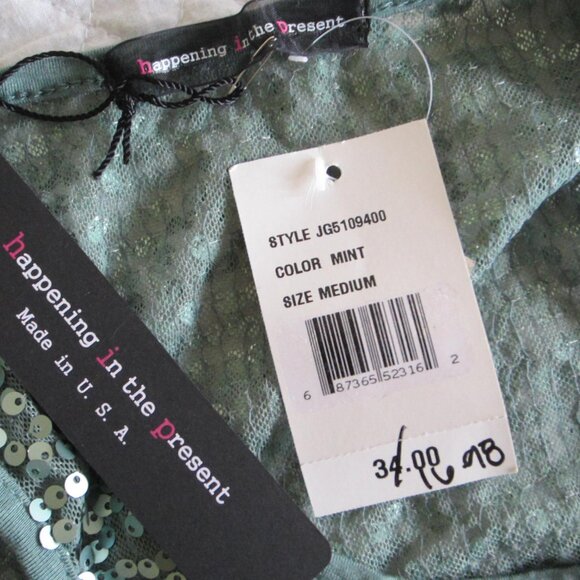 happening in the present
STYLE JG5109400
COLOR MINT
SIZE MEDIUM
6 87365 52316 2
34.00
happening in the present
Made in U. S. A.